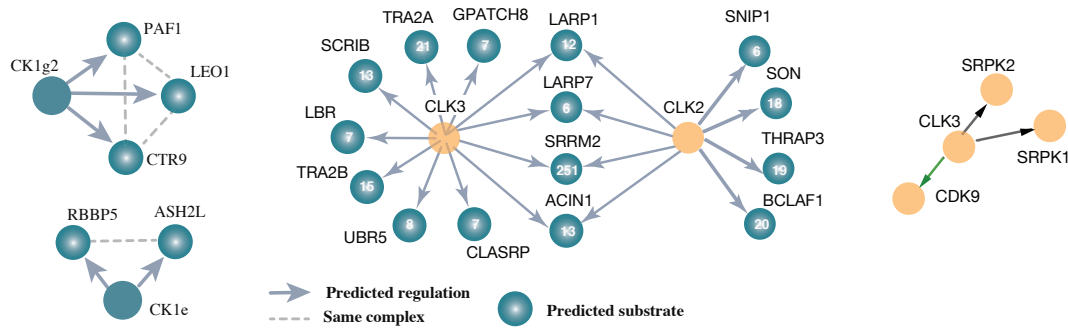 PAF1
CK1g2
LEO1
CTR9
RBBP5
ASH2L
CK1e
TRA2A
GPATCH8
LARP1
SNIP1
21
7
12
6
SCRIB
13
LARP7
SON
CLK3
6
CLK2
18
LBR
7
SRRM2
THRAP3
TRA2B
15
251
19
ACIN1
BCLAF1
8
7
13
20
UBR5
CLASRP
SRPK2
CLK3
SRPK1
CDK9
Predicted regulation
Same complex
Predicted substrate